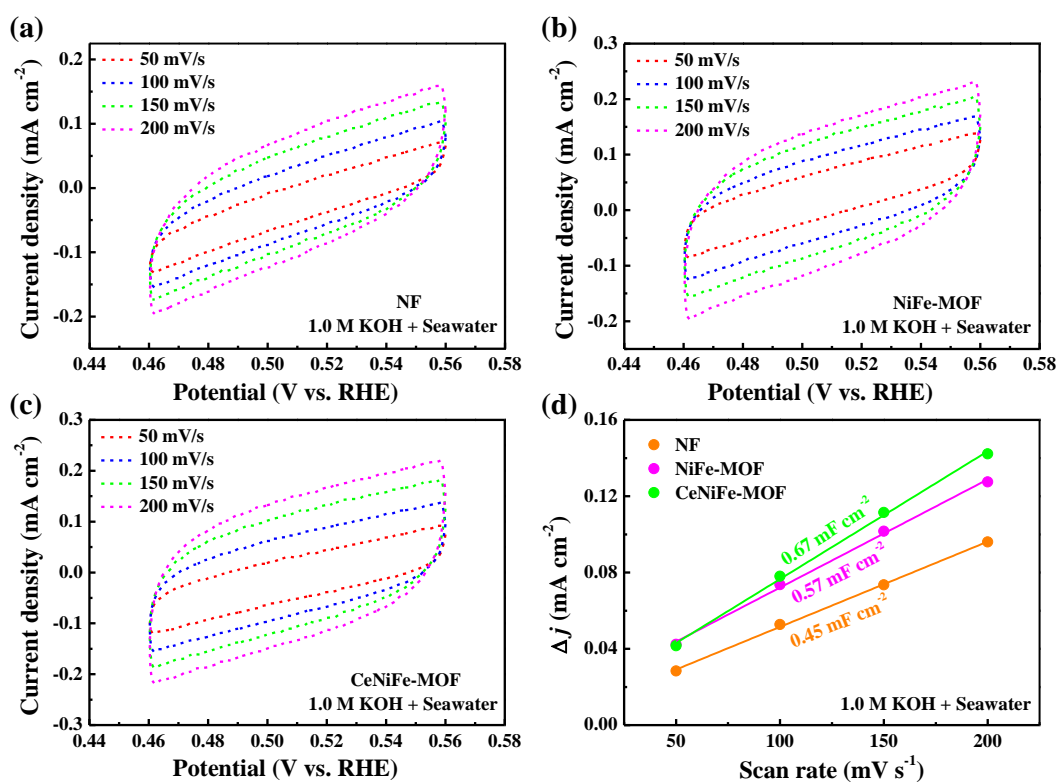 (a)
50 mV/s
100 mV/s
150 mV/s
200 mV/s
0.2
0.1
0.0
-0.1
-0.2
Current density (mA cm-2)
NF
1.0 M KOH + Seawater
0.44 0.46 0.48 0.50 0.52 0.54 0.56 0.58
Potential (V vs. RHE)
(b)
50 mV/s
100 mV/s
150 mV/s
200 mV/s
0.3
0.2
0.1
0.0
-0.1
-0.2
Current density (mA cm-2)
NiFe-MOF
1.0 M KOH + Seawater
0.44 0.46 0.48 0.50 0.52 0.54 0.56 0.58
Potential (V vs. RHE)
(c)
50 mV/s
100 mV/s
150 mV/s
200 mV/s
0.3
0.2
0.1
0.0
-0.1
-0.2
-0.3
Current density (mA cm-2)
CeNiFe-MOF
1.0 M KOH + Seawater
0.44 0.46 0.48 0.50 0.52 0.54 0.56 0.58
Potential (V vs. RHE)
(d)
NF
NiFe-MOF
CeNiFe-MOF
0.16
0.12
0.08
0.04
0.00
Δj (mA cm-2)
0.67 mF cm-2
0.57 mF cm-2
0.45 mF cm-2
1.0 M KOH + Seawater
50 100 150 200
Scan rate (mV s-1)